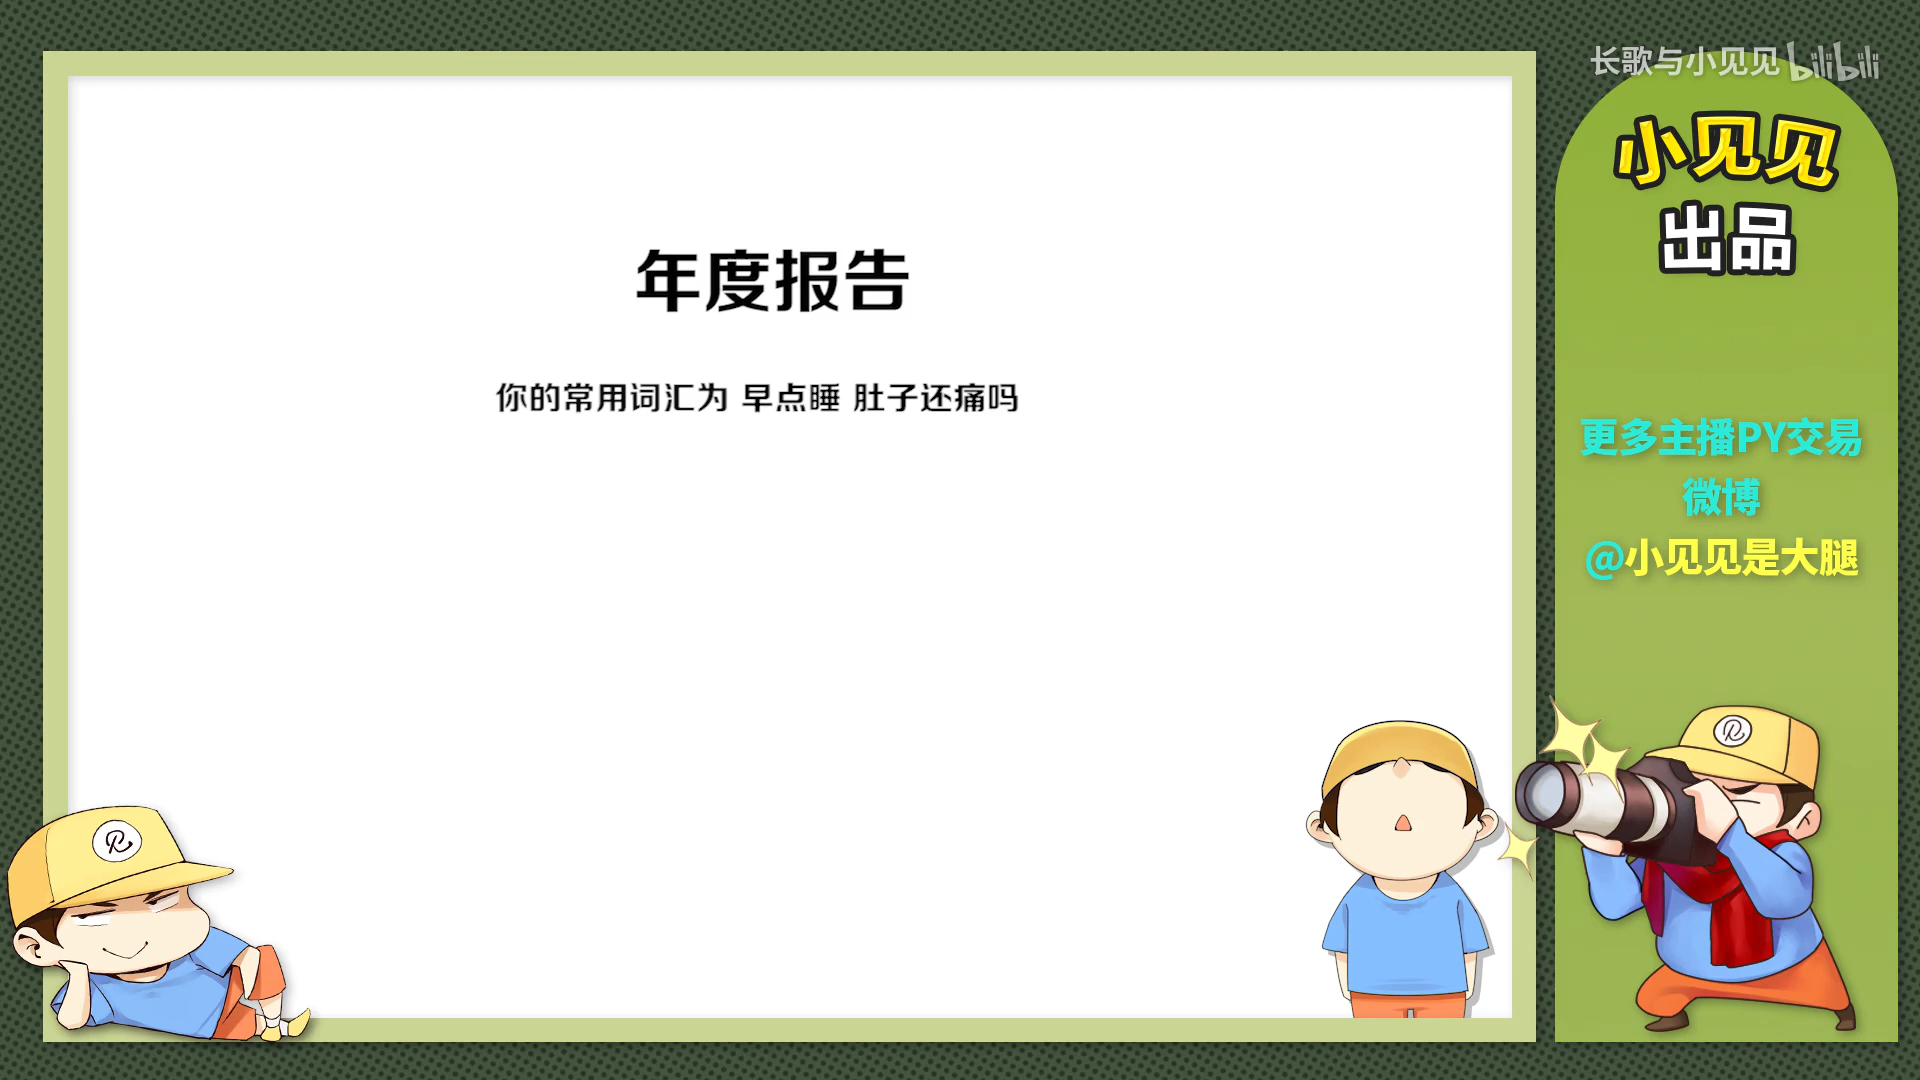 年度报告
你的常用词汇为 早点睡 肚子还痛吗
长歌与小见见 bilibili
小见见
出品
更多主播PY交易
微博
@小见见是大腿